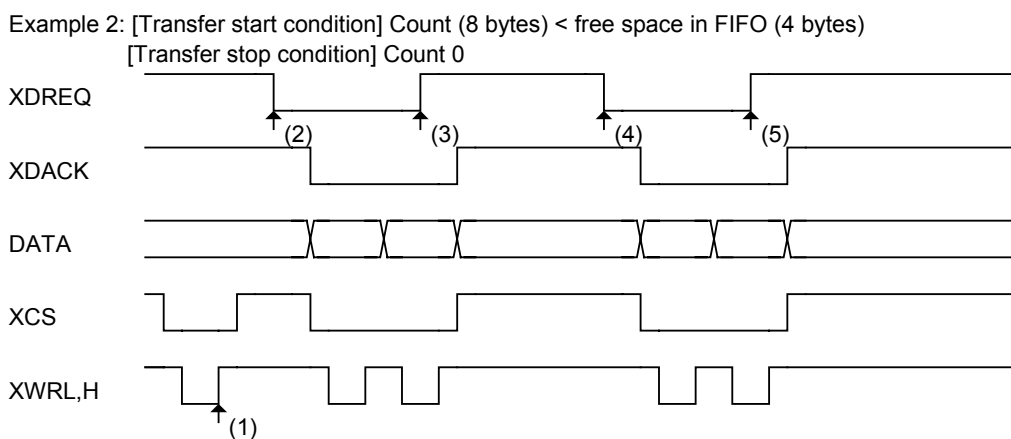 Example 2: [Transfer start condition] Count (8 bytes) < free space in FIFO (4 bytes)
[Transfer stop condition] Count 0
XDREQ
(2)
(3)
(4)
(5)
XDACK
DATA
XCS
XWRL,H
(1)